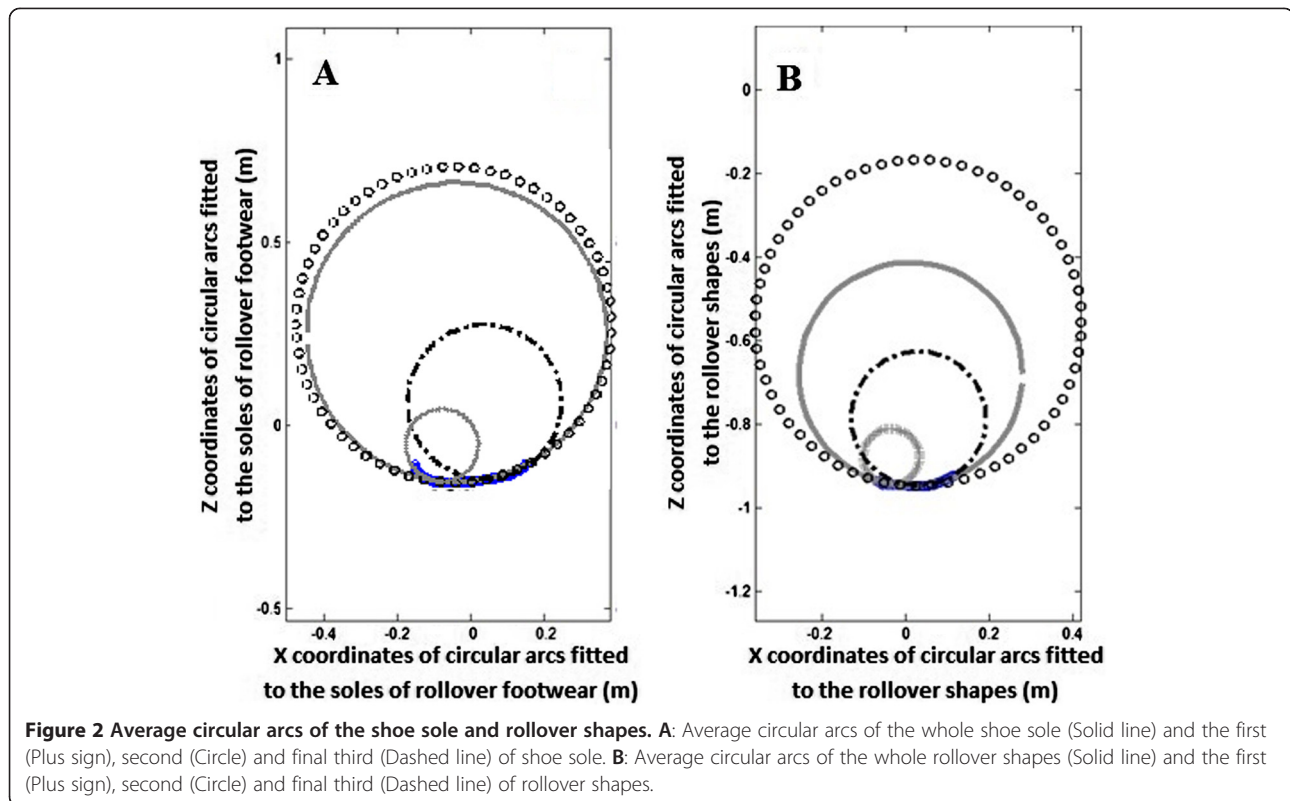 A
1
0.5
0
-0.5
-0.4
-0.2
0
0.2
Z coordinates of circular arcs fitted
to the soles of rollover footwear (m)
X coordinates of circular arcs fitted
to the soles of rollover footwear (m)
B
0
-0.2
-0.4
-0.6
-0.8
-1
-1.2
-0.2
0
0.2
0.4
Z coordinates of circular arcs fitted
to the rollover shapes (m)
X coordinates of circular arcs fitted
to the rollover shapes (m)
Figure 2 Average circular arcs of the shoe sole and rollover shapes. A: Average circular arcs of the whole shoe sole (Solid line) and the first
(Plus sign), second (Circle) and final third (Dashed line) of shoe sole. B: Average circular arcs of the whole rollover shapes (Solid line) and the first
(Plus sign), second (Circle) and final third (Dashed line) of rollover shapes.